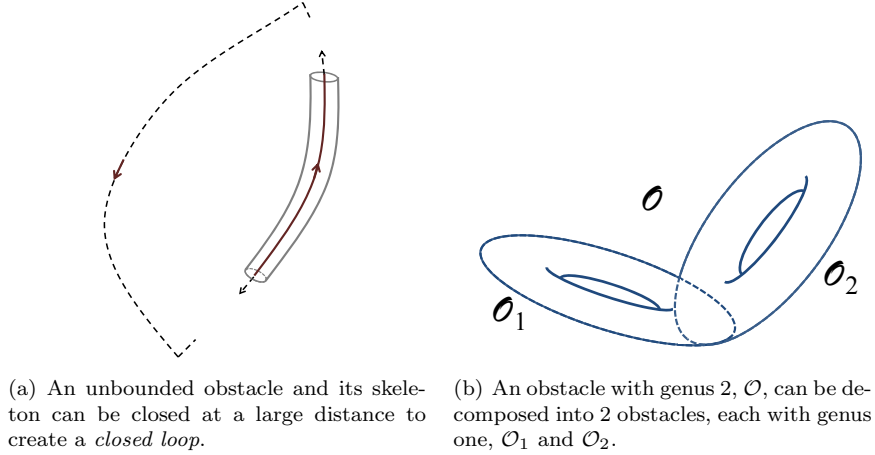 𝒪
𝒪₂
𝒪₁
(a) An unbounded obstacle and its skele-
ton can be closed at a large distance to
create a closed loop.
(b) An obstacle with genus 2, 𝒪, can be de-
composed into 2 obstacles, each with genus
one, 𝒪₁ and 𝒪₂.